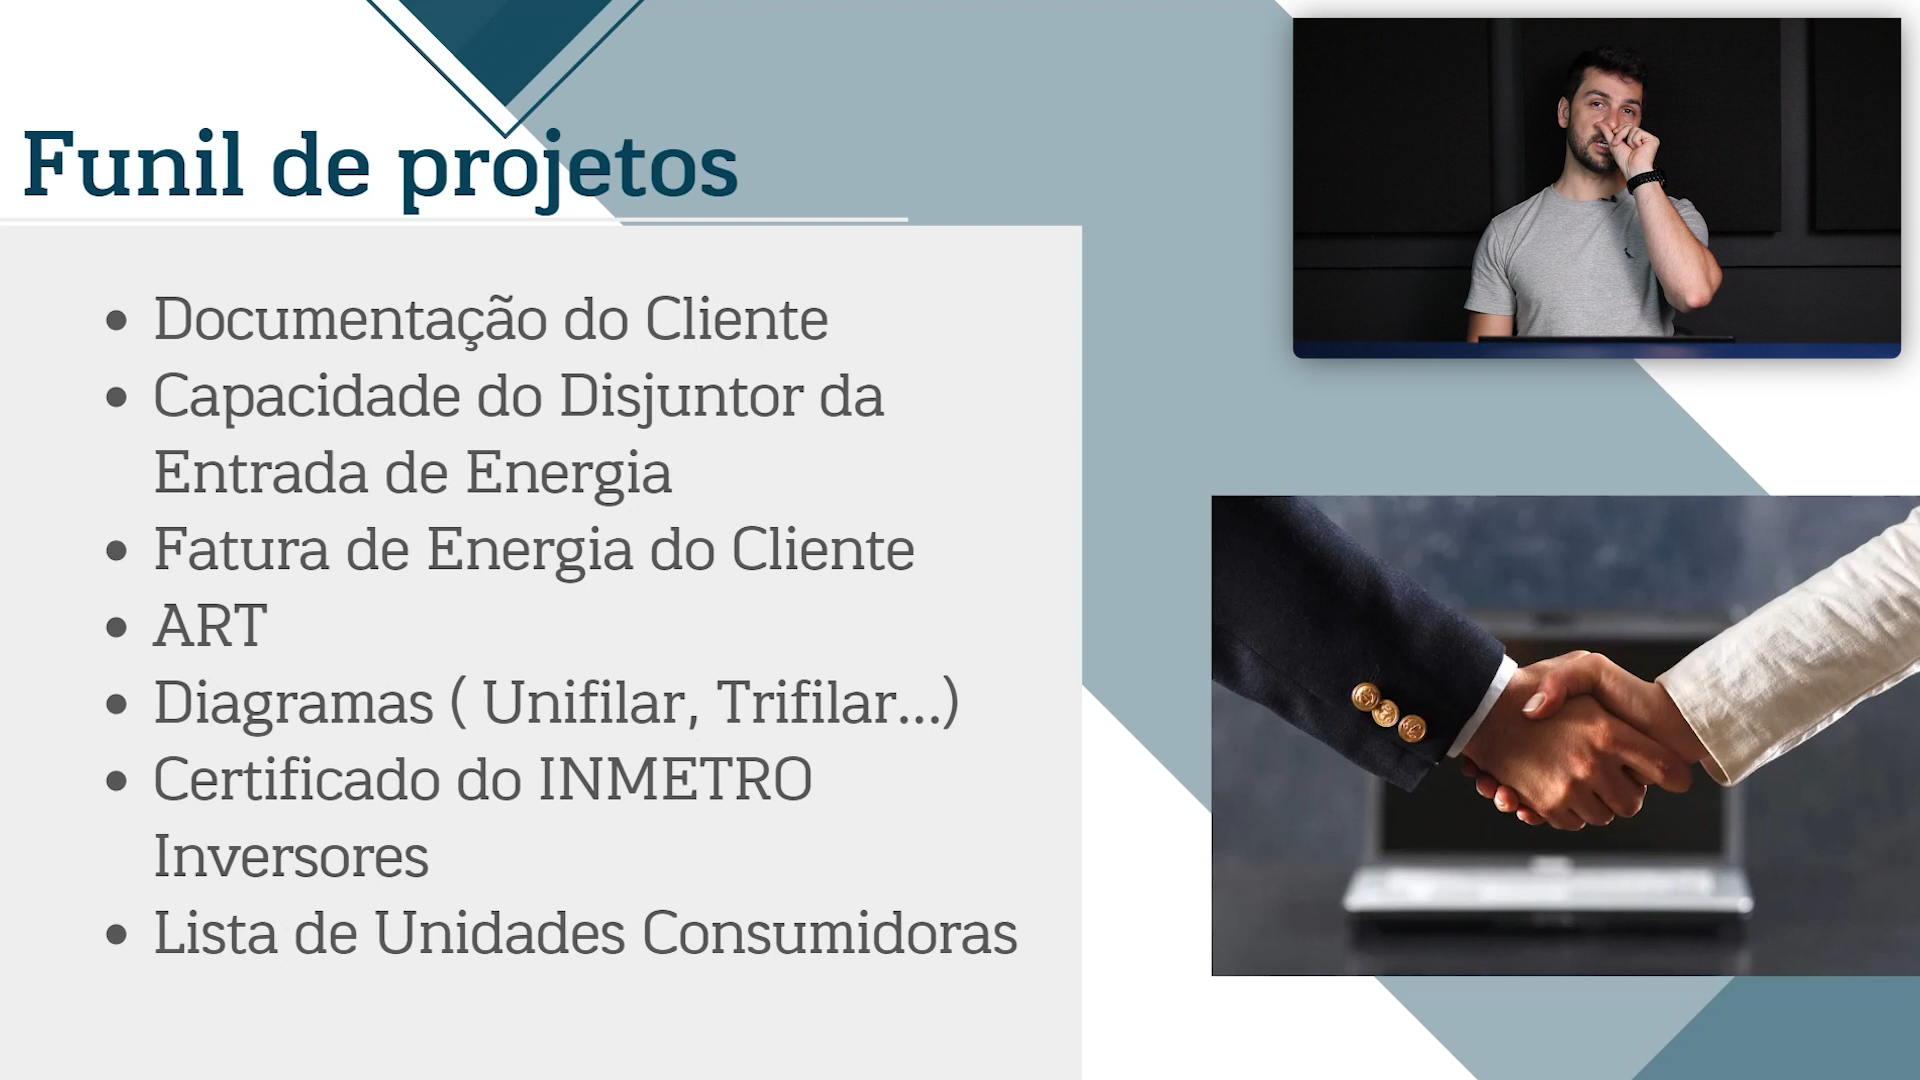 Funil de projetos
• Documentação do Cliente
• Capacidade do Disjuntor da
Entrada de Energia
• Fatura de Energia do Cliente
• ART
• Diagramas ( Unifilar, Trifilar...)
• Certificado do INMETRO
Inversores
• Lista de Unidades Consumidoras